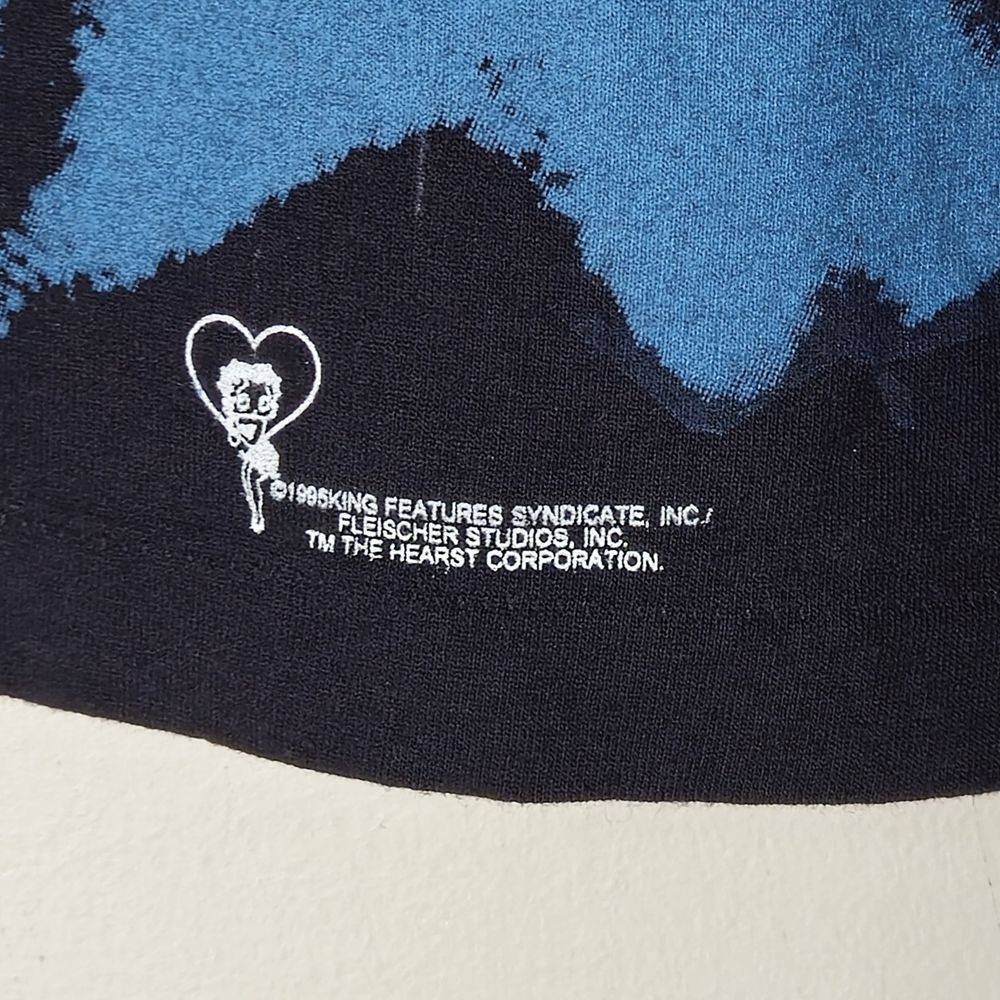 ©1995KING FEATURES SYNDICATE, INC./
FLEISCHER STUDIOS, INC.
TM THE HEARST CORPORATION.